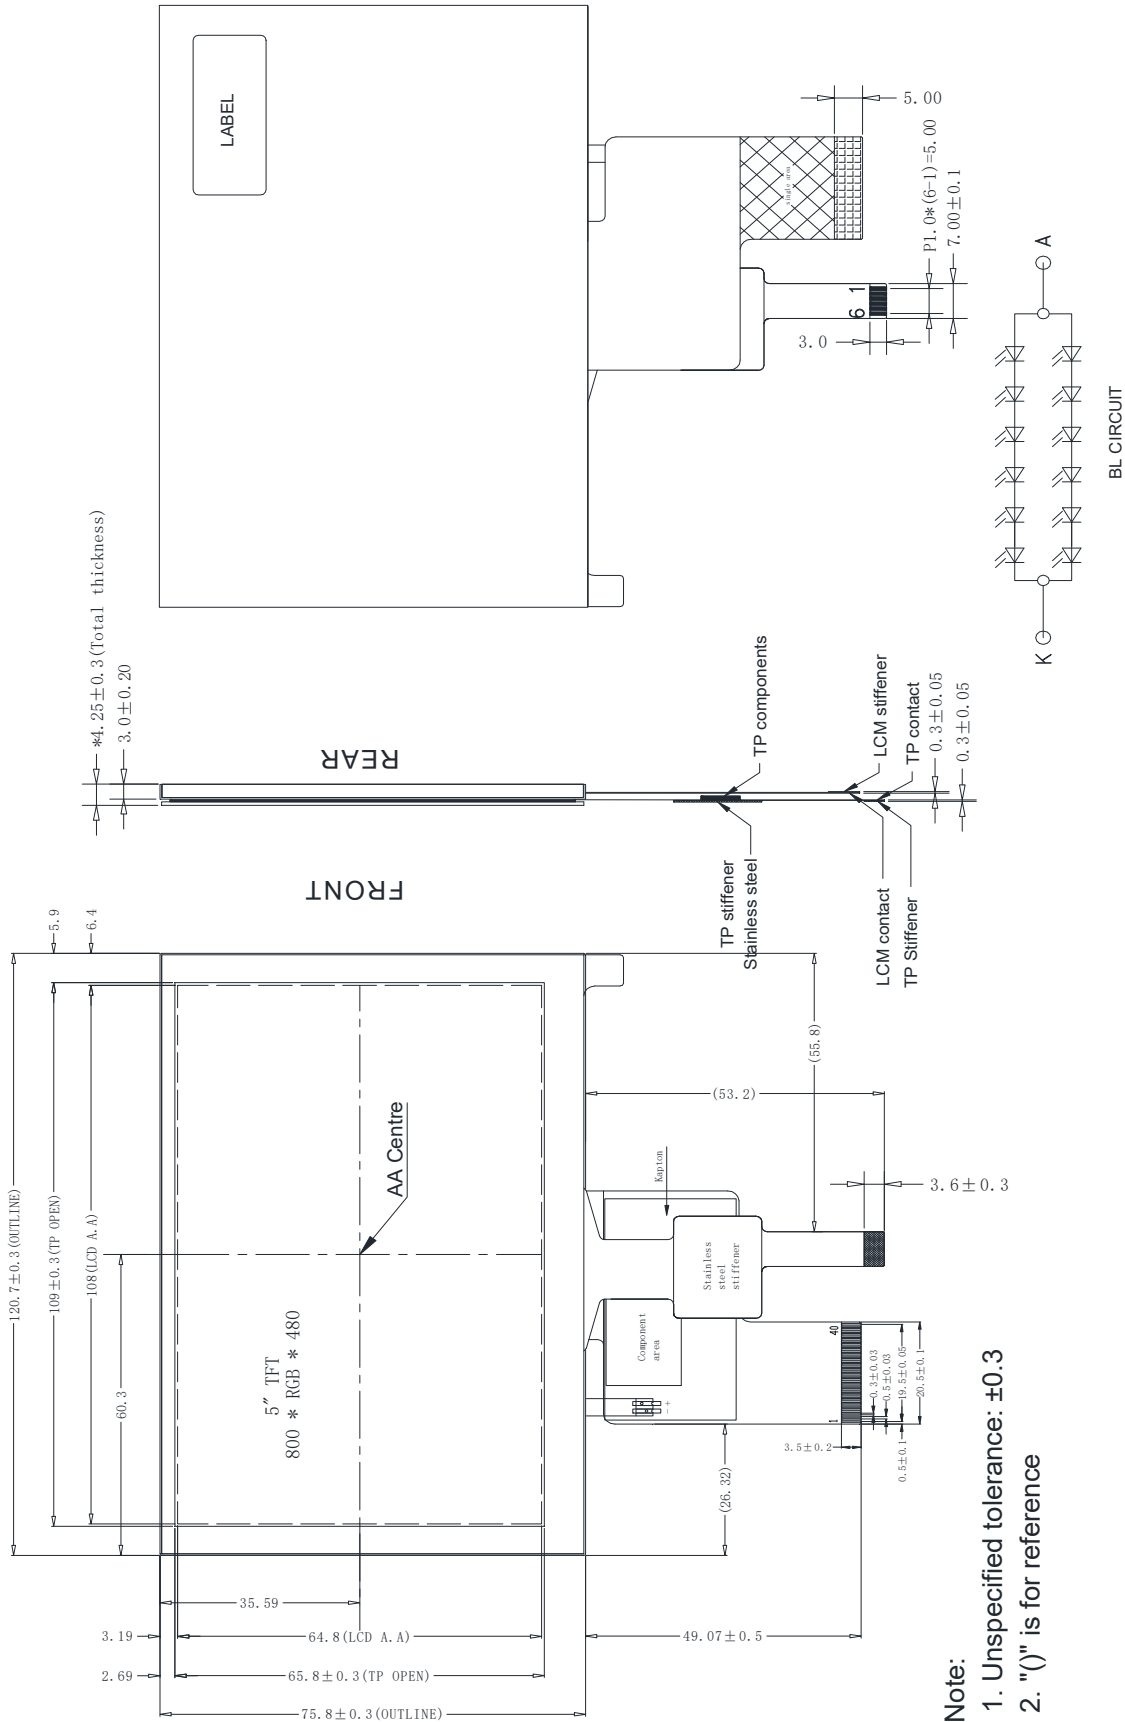 LABEL
5.00
single area
P1.0*(6-1)=5.00
7.00±0.1
6 1
3.0
A
K
BL CIRCUIT
*4.25±0.3(Total thickness)
3.0±0.20
REAR
FRONT
TP components
LCM stiffener
TP contact
0.3±0.05
0.3±0.05
TP stiffener
Stainless steel
LCM contact
TP Stiffener
5.9
6.4
120.7±0.3(OUTLINE)
109±0.3(TP OPEN)
108(LCD A.A)
60.3
AA Centre
5″ TFT
800 * RGB * 480
(55.8)
(53.2)
3.6±0.3
Kapton
Stainless
steel
stiffener
Component
area
+
-
40
1
0.3±0.03
0.5±0.03
19.5±0.05
20.5±0.1
3.5±0.2
0.5±0.1
(26.32)
35.59
3.19
64.8(LCD A.A)
2.69
65.8±0.3(TP OPEN)
75.8±0.3(OUTLINE)
49.07±0.5
Note:
1. Unspecified tolerance: ±0.3
2. "()" is for reference